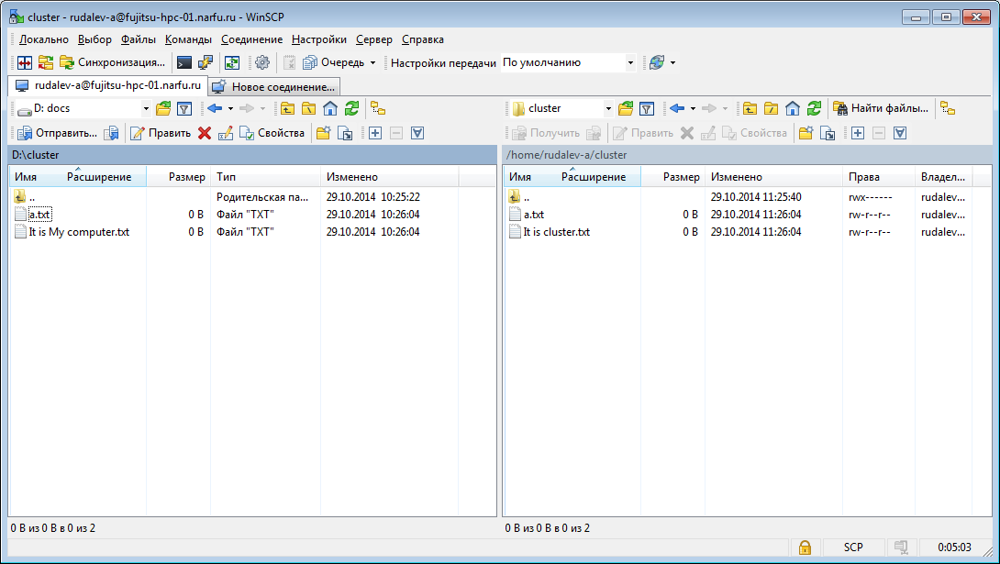 cluster - rudalev-a@fujitsu-hpc-01.narfu.ru - WinSCP
Локально Выбор Файлы Команды Соединение Настройки Сервер Справка
Синхронизация... Очередь Настройки передачи По умолчанию
rudalev-a@fujitsu-hpc-01.narfu.ru Новое соединение...
D: docs cluster Найти файлы...
Отправить... Править Свойства Получить Править Свойства
D:\cluster /home/rudalev-a/cluster
Имя Расширение Размер Тип Изменено Имя Расширение Размер Изменено Права Владел...
.. Родительская па... 29.10.2014 10:25:22 .. 29.10.2014 11:25:40 rwx------ rudalev...
a.txt 0 B Файл "TXT" 29.10.2014 10:26:04 a.txt 0 B 29.10.2014 11:26:04 rw-r--r-- rudalev...
It is My computer.txt 0 B Файл "TXT" 29.10.2014 10:26:04 It is cluster.txt 0 B 29.10.2014 11:26:04 rw-r--r-- rudalev...
0 B из 0 B в 0 из 2 0 B из 0 B в 0 из 2
SCP 0:05:03